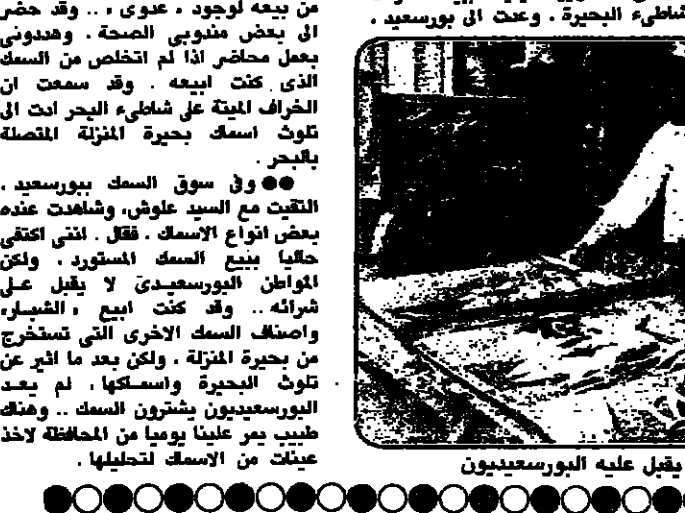 شاطىء البحيرة . وعدت الى بورسعيد .
يقبل عليه البورسعيديون
من بيعه لوجود « عدوى » .. وقد حضر
الى بعض مندوبى الصحة . وهددونى
بعمل محاضر اذا لم اتخلص من السمك
الذى كنت ابيعه . وقد سمعت ان
الخراف الميتة على شاطىء البحر ادت الى
تلوث اسماك بحيرة المنزلة المتصلة
بالبحر .
●● وفى سوق السمك ببورسعيد .
التقيت مع السيد علوش، وشاهدت عنده
بعض انواع الاسماك . فقال . اننى اكتفى
حاليا ببيع السمك المستورد . ولكن
المواطن البورسعيدى لا يقبل على
شرائه .. وقد كنت ابيع « الشبار»
واصناف السمك الاخرى التى تستخرج
من بحيرة المنزلة . ولكن بعد ما اثير عن
تلوث البحيرة واسماكها . لم يعد
البورسعيديون يشترون السمك .. وهناك
طبيب يمر علينا يوميا من المحافظة لاخذ
عينات من الاسماك لتحليلها .